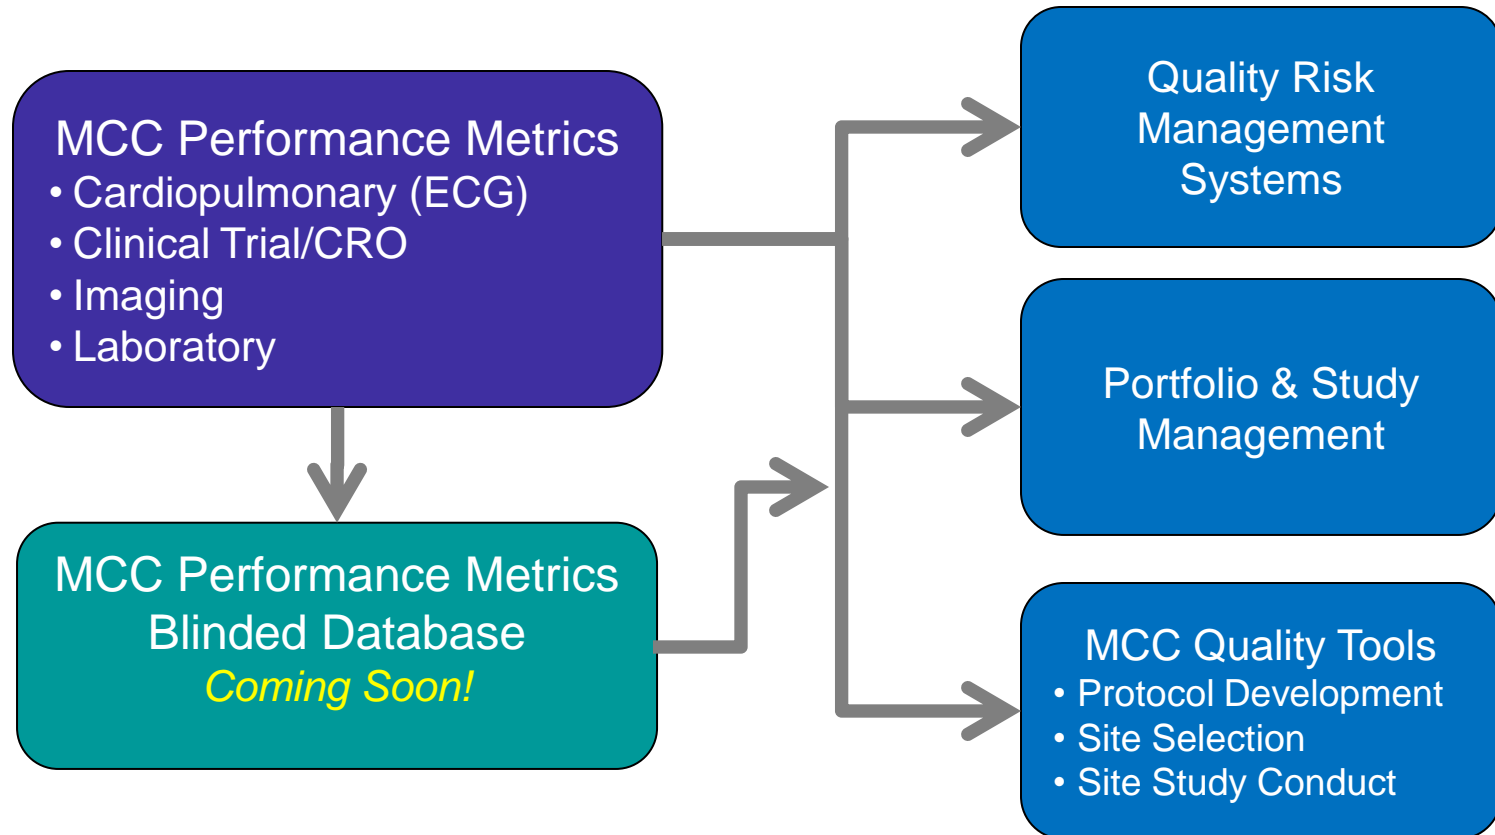 MCC Performance Metrics
• Cardiopulmonary (ECG)
• Clinical Trial/CRO
• Imaging
• Laboratory
MCC Performance Metrics
Blinded Database
Coming Soon!
Quality Risk
Management
Systems
Portfolio & Study
Management
MCC Quality Tools
• Protocol Development
• Site Selection
• Site Study Conduct